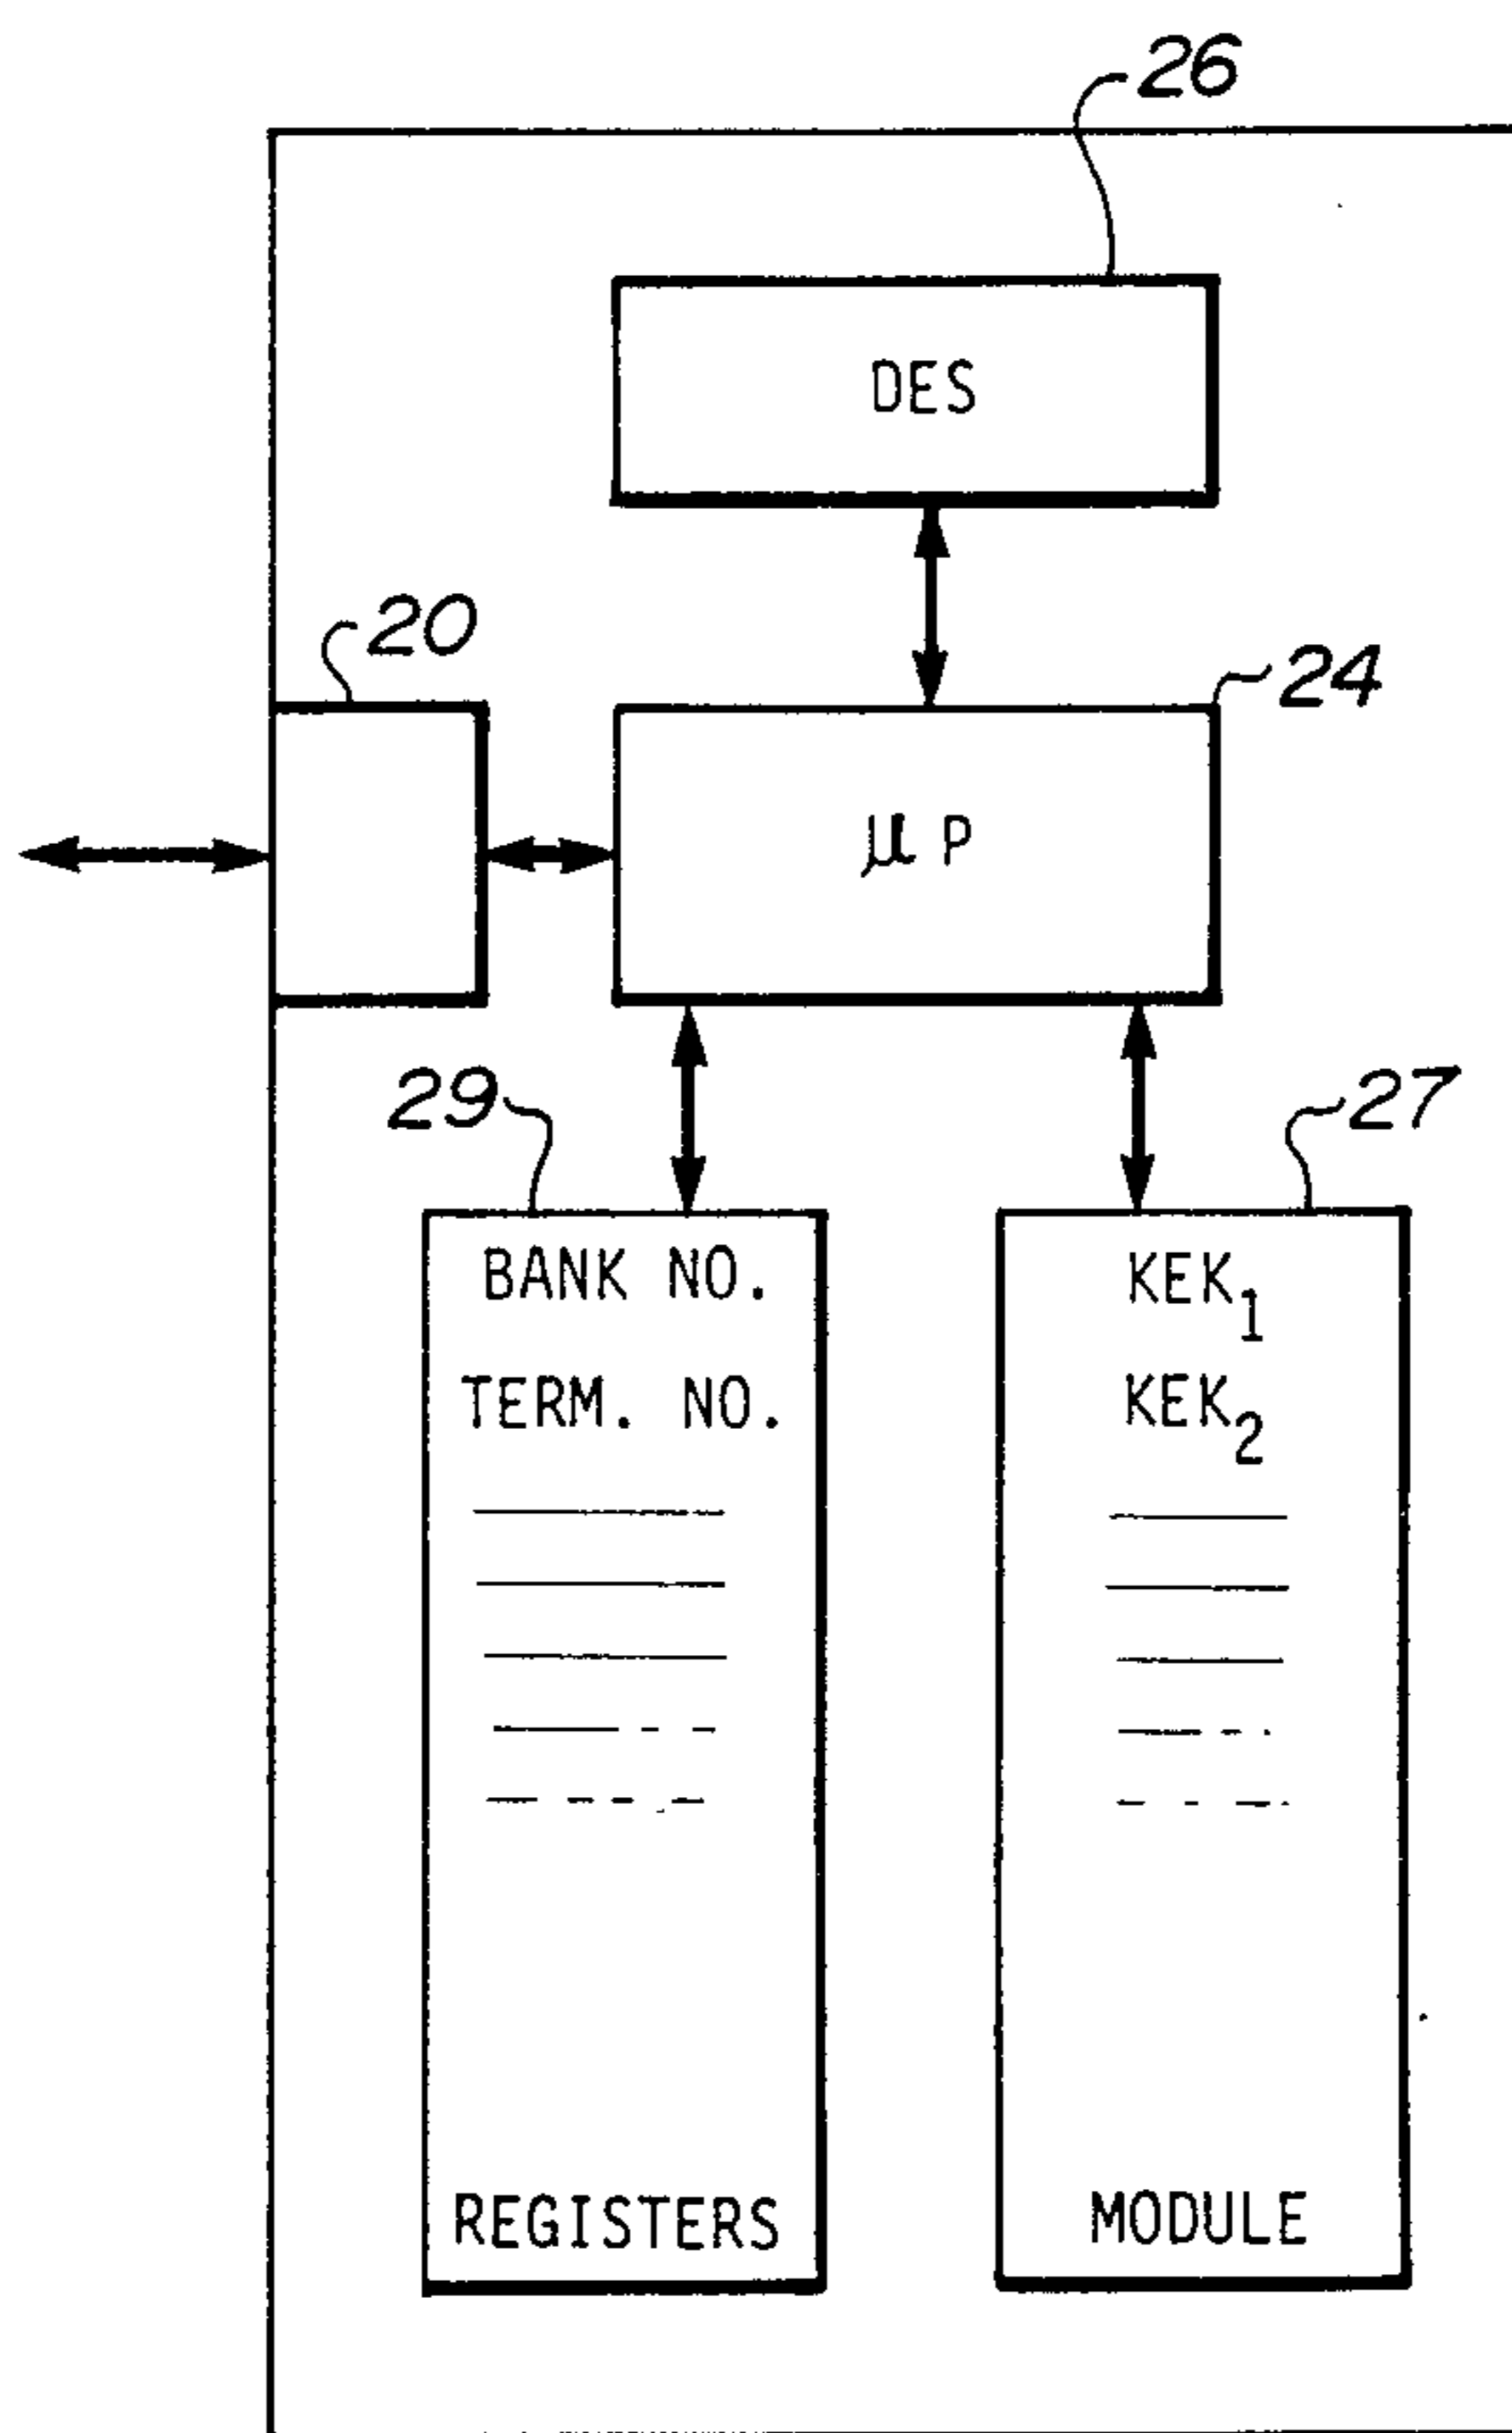 26
DES
20
24
μP
29
27
BANK NO.
TERM. NO.
KEK1
KEK2
REGISTERS
MODULE